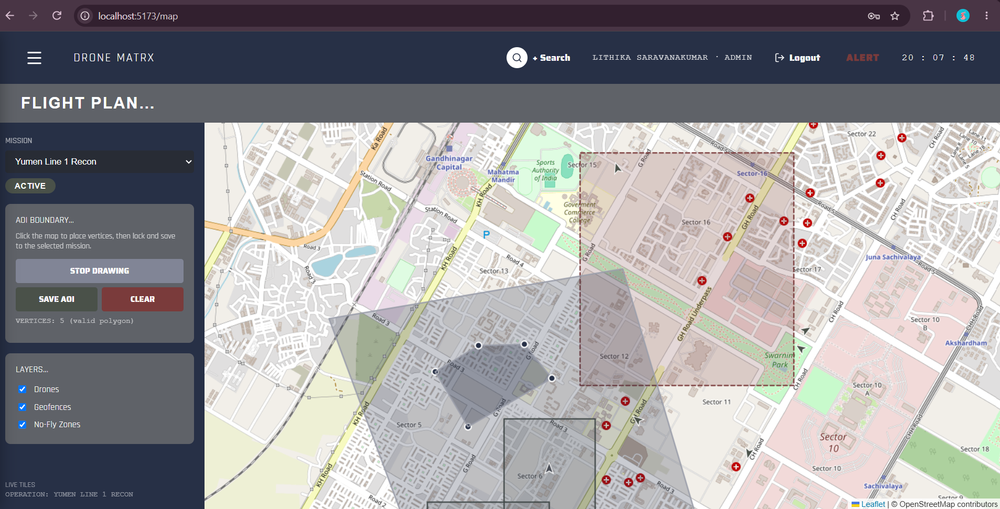 localhost:5173/map
DRONE MATRX
+ Search
LITHIKA SARAVANAKUMAR · ADMIN
Logout
ALERT
20 : 07 : 48
FLIGHT PLAN...
MISSION
Yumen Line 1 Recon
ACTIVE
AOI BOUNDARY...
Click the map to place vertices, then lock and save
to the selected mission.
STOP DRAWING
SAVE AOI
CLEAR
VERTICES: 5 (valid polygon)
LAYERS...
Drones
Geofences
No-Fly Zones
LIVE TILES
OPERATION: YUMEN LINE 1 RECON
Ka Road
Gandhinagar
Capital
Mahatma
Mandir
Sports
Authority
of India
Sector 15
G Road
Road 5
Sector-16
Sector 22
CH Road
Lane 11
Lane 10
Lane 8
Lane 18
Station Road
KH Road
Station Road
Goverment
Commerce
College
Sector 16
GH Road
Road 5
CH Road
P
Road 3
Road 3
KH Road
Road 4
Sector 13
G Road
Sector 17
Juna Sachivalaya
Road 5
Road 3
GH Road Underpass
CH Road
Sector 10
B
CHH Road
Akshardham
Road 3
G Road
Sector 12
Swarnim
Park
CH Road
Sector 10
A
KH Road
Sector 5
G Road
Road 3
GH Road
Sector 11
CHH Road
Sector
10
Sector 18
CH Road
G Road
KH Road
Sector 6
Road 3
Sector 10
Sachivalaya
Road 2
Sector 9
Leaflet | © OpenStreetMap contributors